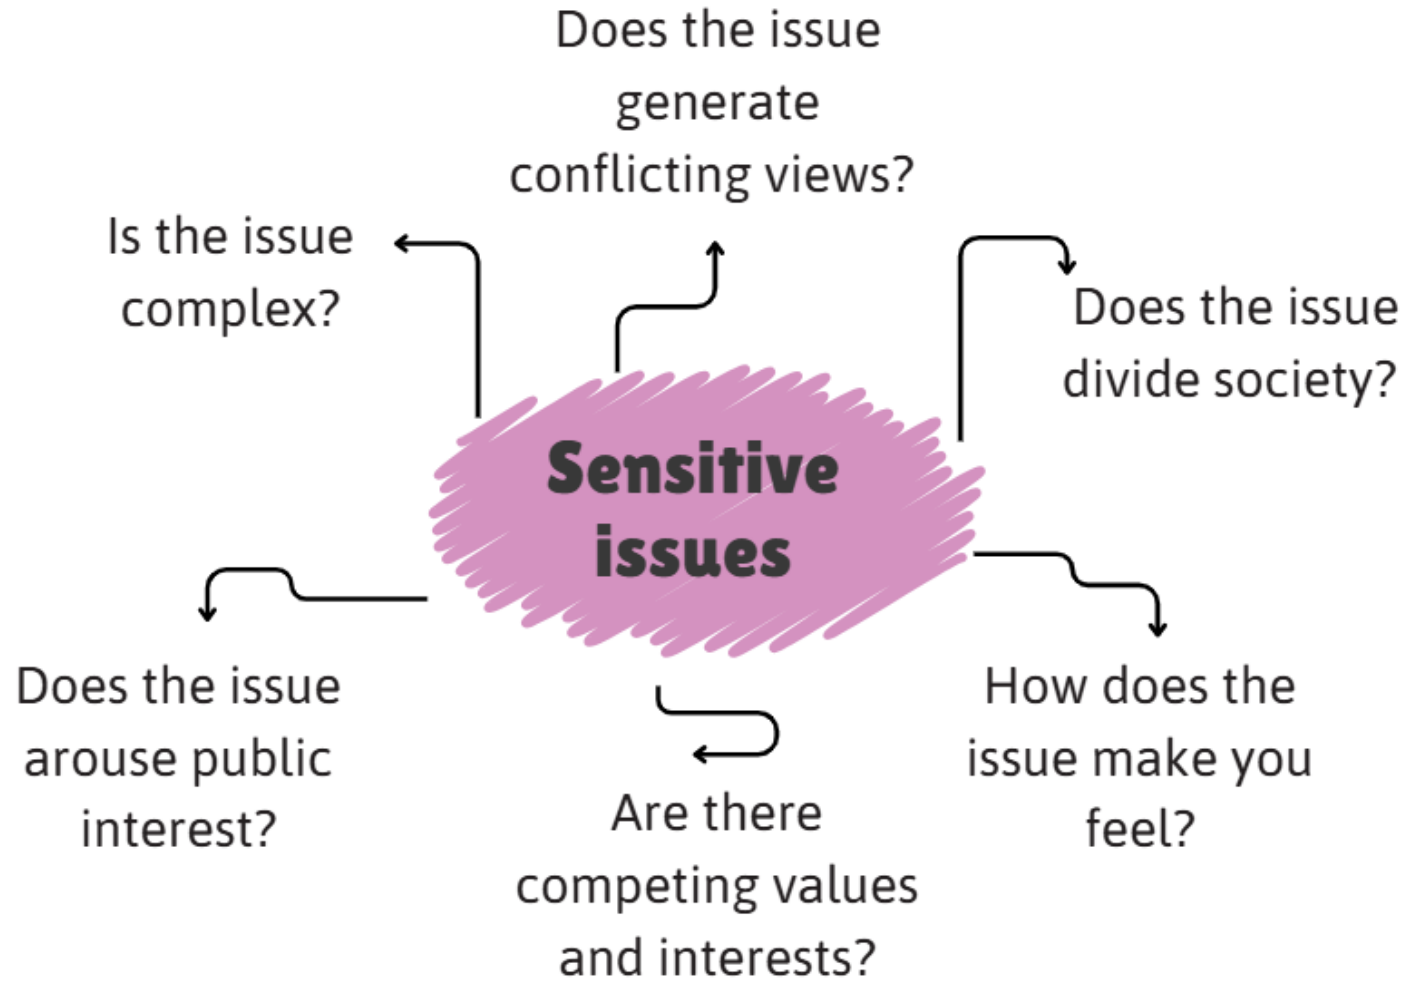 Does the issue
generate
conflicting views?
Is the issue
complex?
Does the issue
divide society?
Sensitive
issues
Does the issue
arouse public
interest?
How does the
issue make you
feel?
Are there
competing values
and interests?